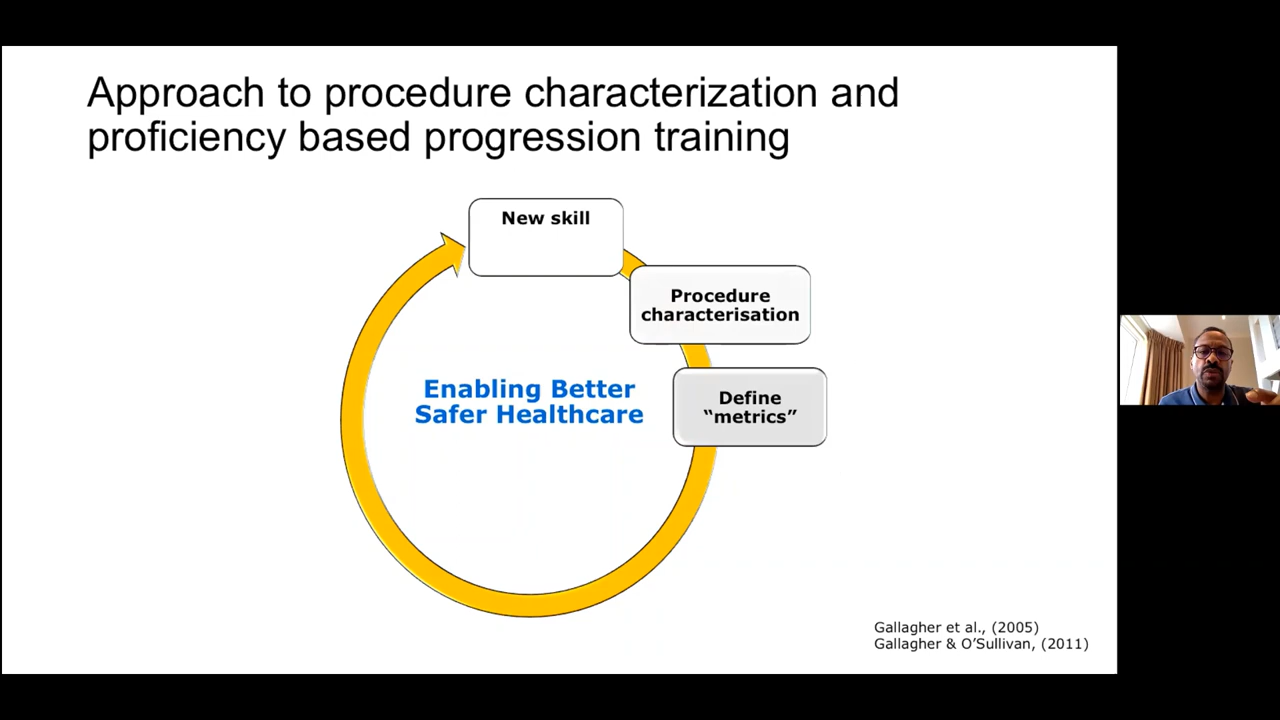 Approach to procedure characterization and
proficiency based progression training
New skill
Procedure
characterisation
Define
“metrics”
Enabling Better
Safer Healthcare
Gallagher et al., (2005)
Gallagher & O’Sullivan, (2011)